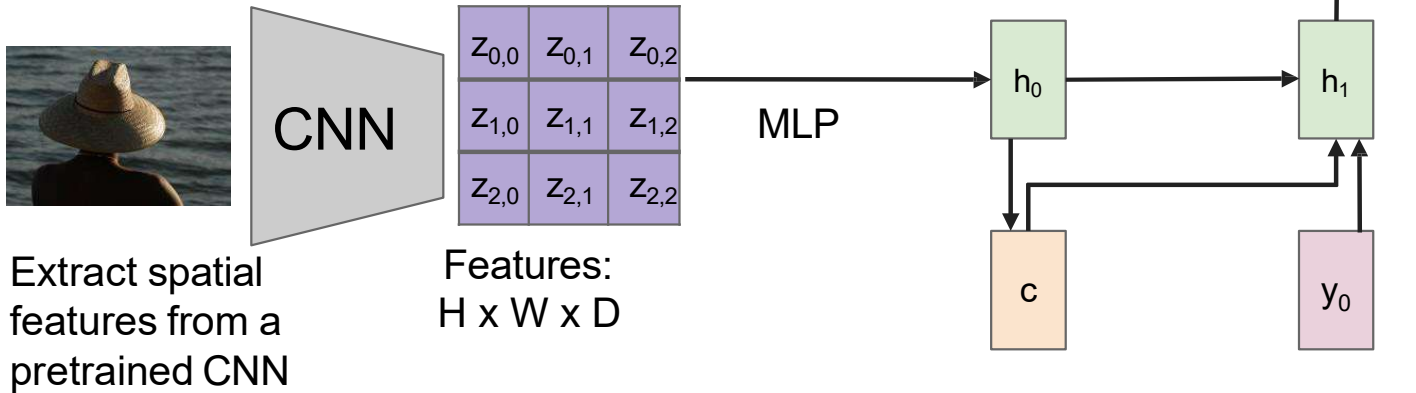 CNN
z0,0 z0,1 z0,2
z1,0 z1,1 z1,2
z2,0 z2,1 z2,2
MLP
h0
h1
Extract spatial
features from a
pretrained CNN
Features:
H x W x D
c
y0